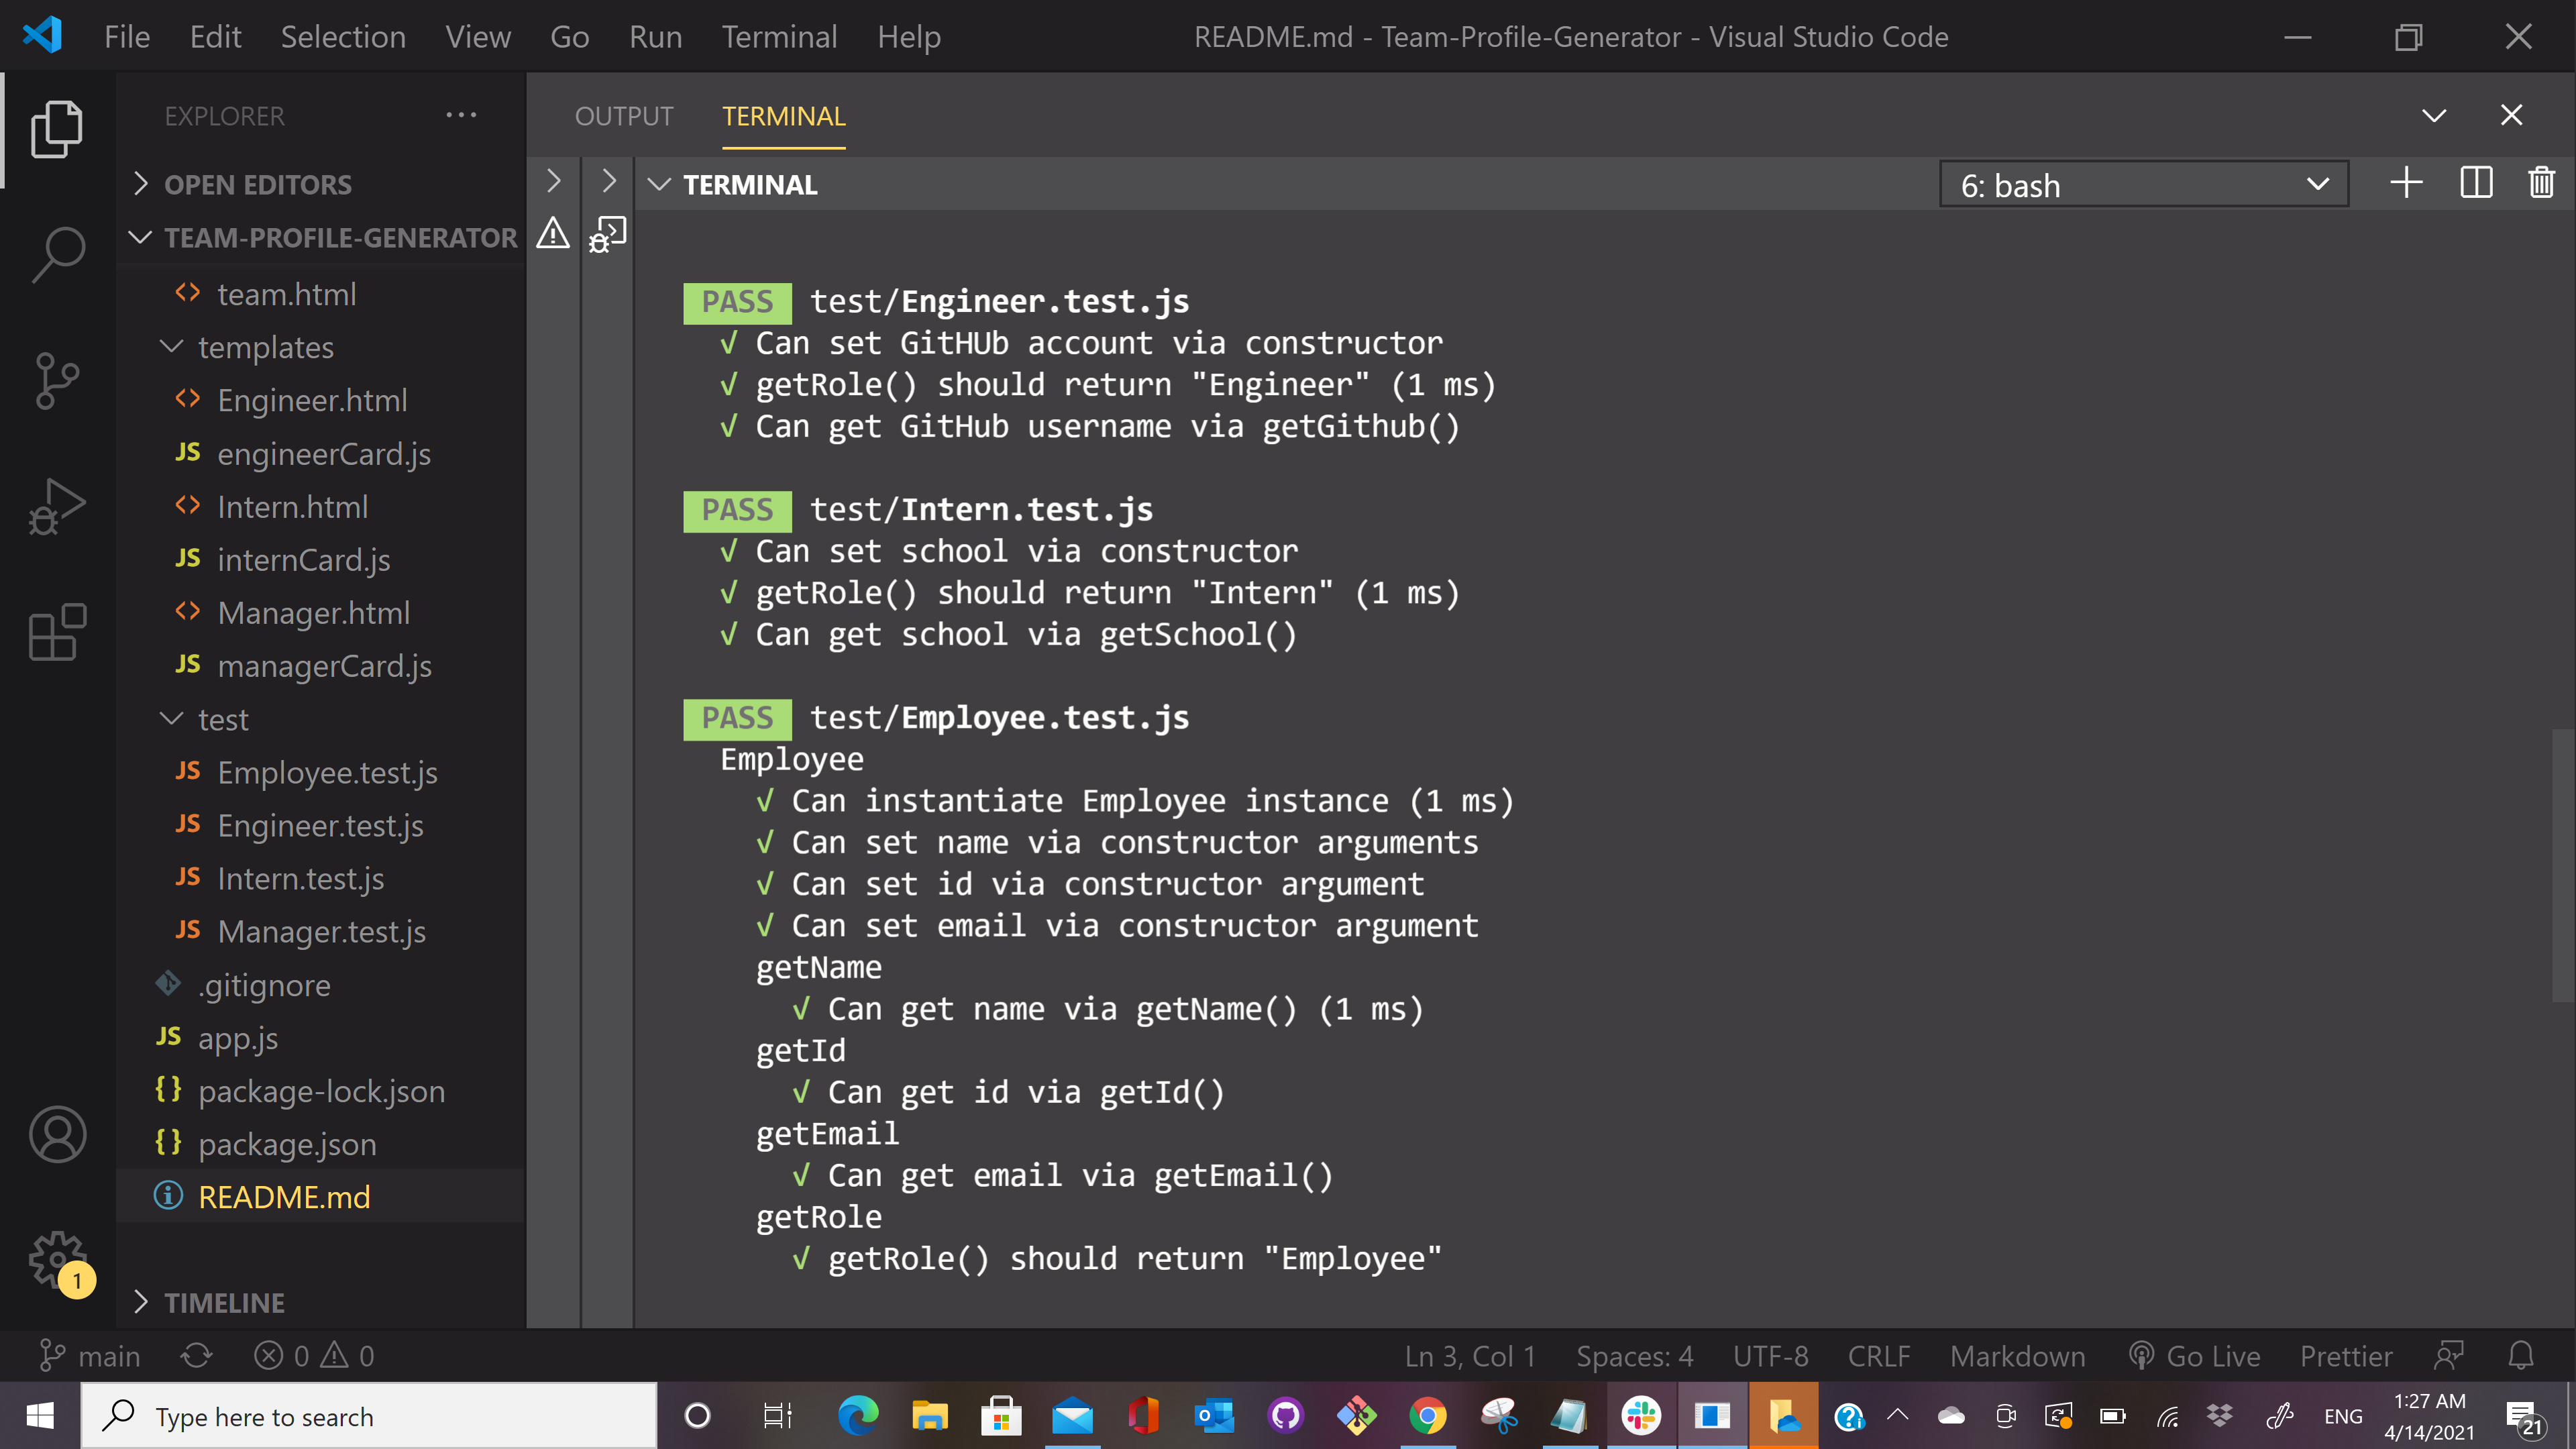 File Edit Selection View Go Run Terminal Help README.md - Team-Profile-Generator - Visual Studio Code
EXPLORER
OPEN EDITORS
TEAM-PROFILE-GENERATOR
team.html
templates
Engineer.html
JS engineerCard.js
Intern.html
JS internCard.js
Manager.html
JS managerCard.js
test
JS Employee.test.js
JS Engineer.test.js
JS Intern.test.js
JS Manager.test.js
.gitignore
JS app.js
{} package-lock.json
{} package.json
README.md
1
TIMELINE
OUTPUT TERMINAL
TERMINAL 6: bash
PASS test/Engineer.test.js
√ Can set GitHUb account via constructor
√ getRole() should return "Engineer" (1 ms)
√ Can get GitHub username via getGithub()
PASS test/Intern.test.js
√ Can set school via constructor
√ getRole() should return "Intern" (1 ms)
√ Can get school via getSchool()
PASS test/Employee.test.js
Employee
√ Can instantiate Employee instance (1 ms)
√ Can set name via constructor arguments
√ Can set id via constructor argument
√ Can set email via constructor argument
getName
√ Can get name via getName() (1 ms)
getId
√ Can get id via getId()
getEmail
√ Can get email via getEmail()
getRole
√ getRole() should return "Employee"
main 0 0 Ln 3, Col 1 Spaces: 4 UTF-8 CRLF Markdown Go Live Prettier
Type here to search ENG 1:27 AM
4/14/2021 21